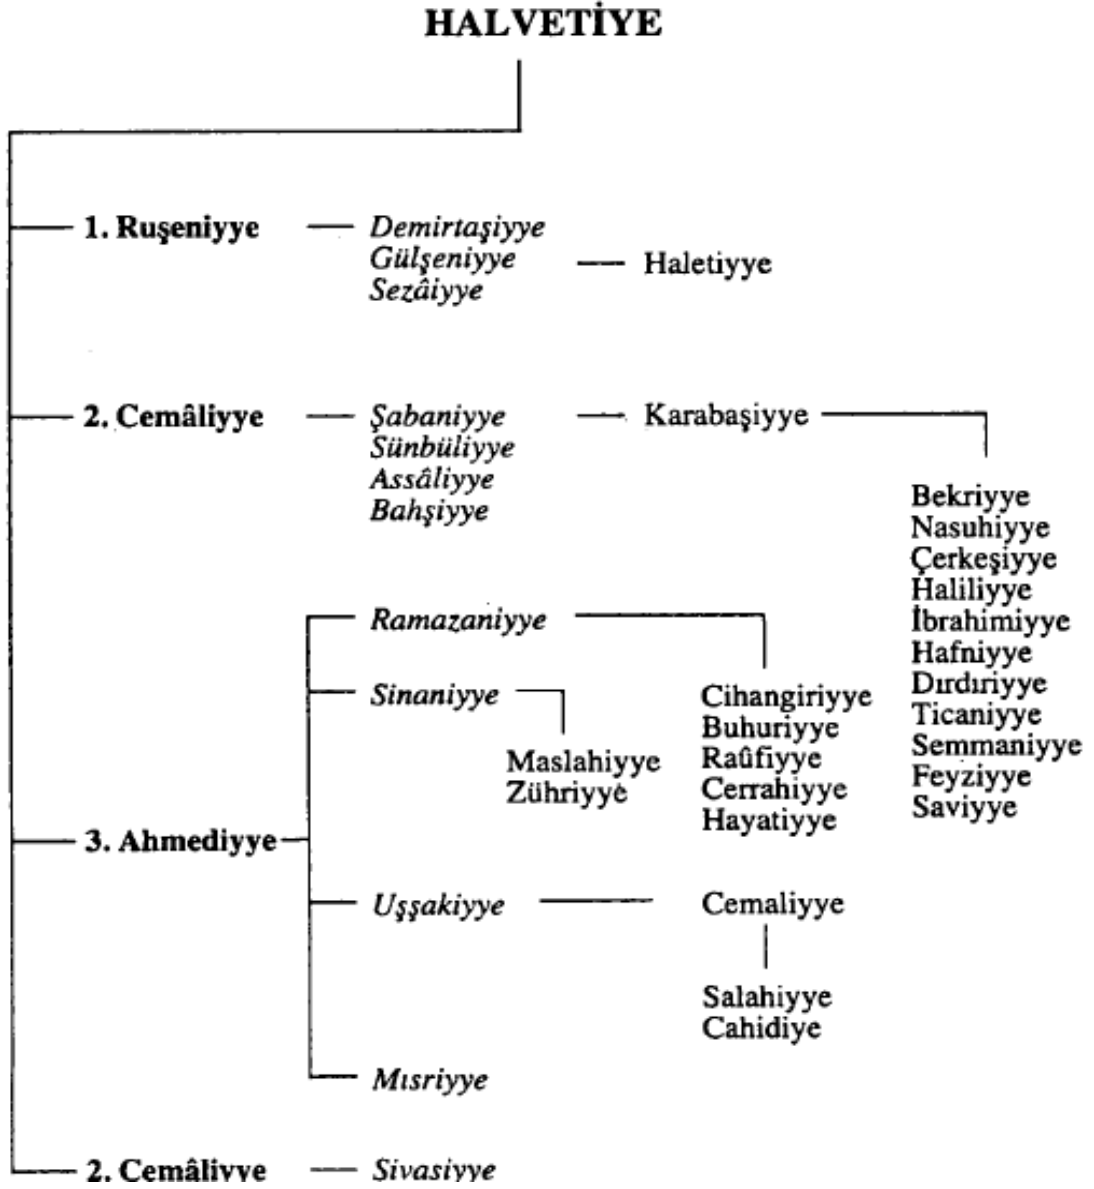 HALVETİYE
1. Ruşeniyye
Demirtaşiyye
Gülşeniyye
Sezâiyye
Haletiyye
2. Cemâliyye
Şabaniyye
Sünbüliyye
Assâliyye
Bahşiyye
Karabaşiyye
Bekriyye
Nasuhiyye
Çerkeşiyye
Haliliyye
İbrahimiyye
Hafniyye
Dırdıriyye
Ticaniyye
Semmaniyye
Feyziyye
Saviyye
3. Ahmediyye
Ramazaniyye
Cihangiriyye
Buhuriyye
Raûfiyye
Cerrahiyye
Hayatiyye
Sinaniyye
Maslahiyye
Zühriyye
Uşşakiyye
Cemaliyye
Salahiyye
Cahidiye
Mısriyye
2. Cemâliyye
Şivasiyye